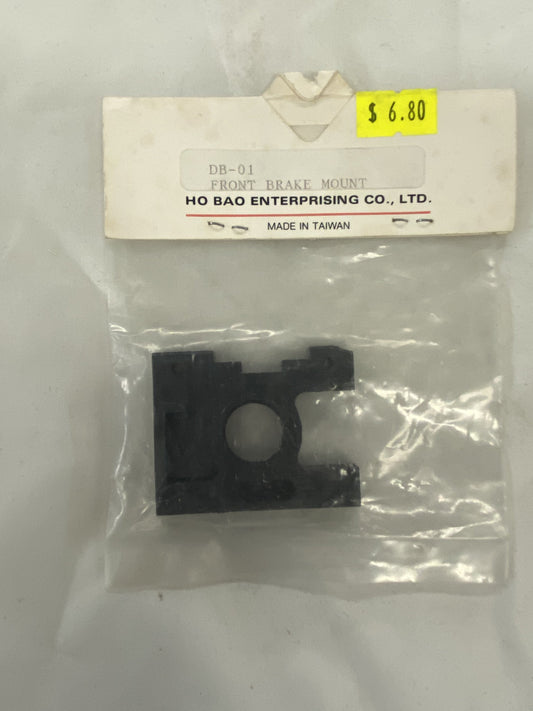 $ 6.80
DB-01
FRONT BRAKE MOUNT
HO BAO ENTERPRISING CO., LTD.
MADE IN TAIWAN